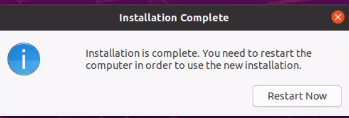 Installation Complete
Installation is complete. You need to restart the
computer in order to use the new installation.
Restart Now